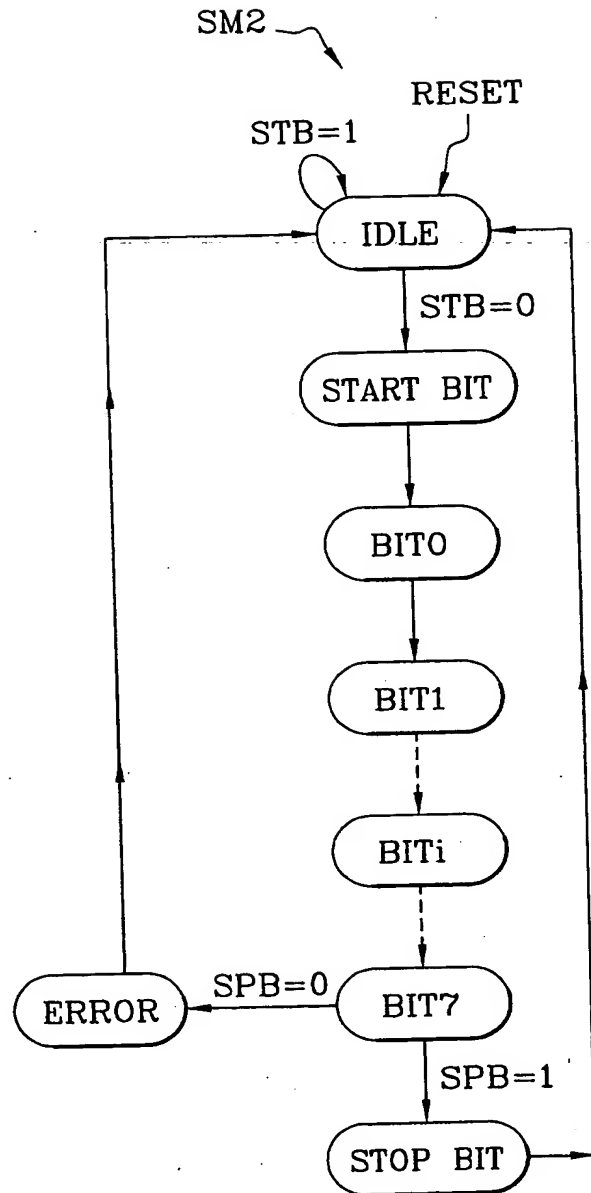 SM2
RESET
STB=1
IDLE
STB=0
START BIT
BIT0
BIT1
BITi
SPB=0
ERROR
BIT7
SPB=1
STOP BIT